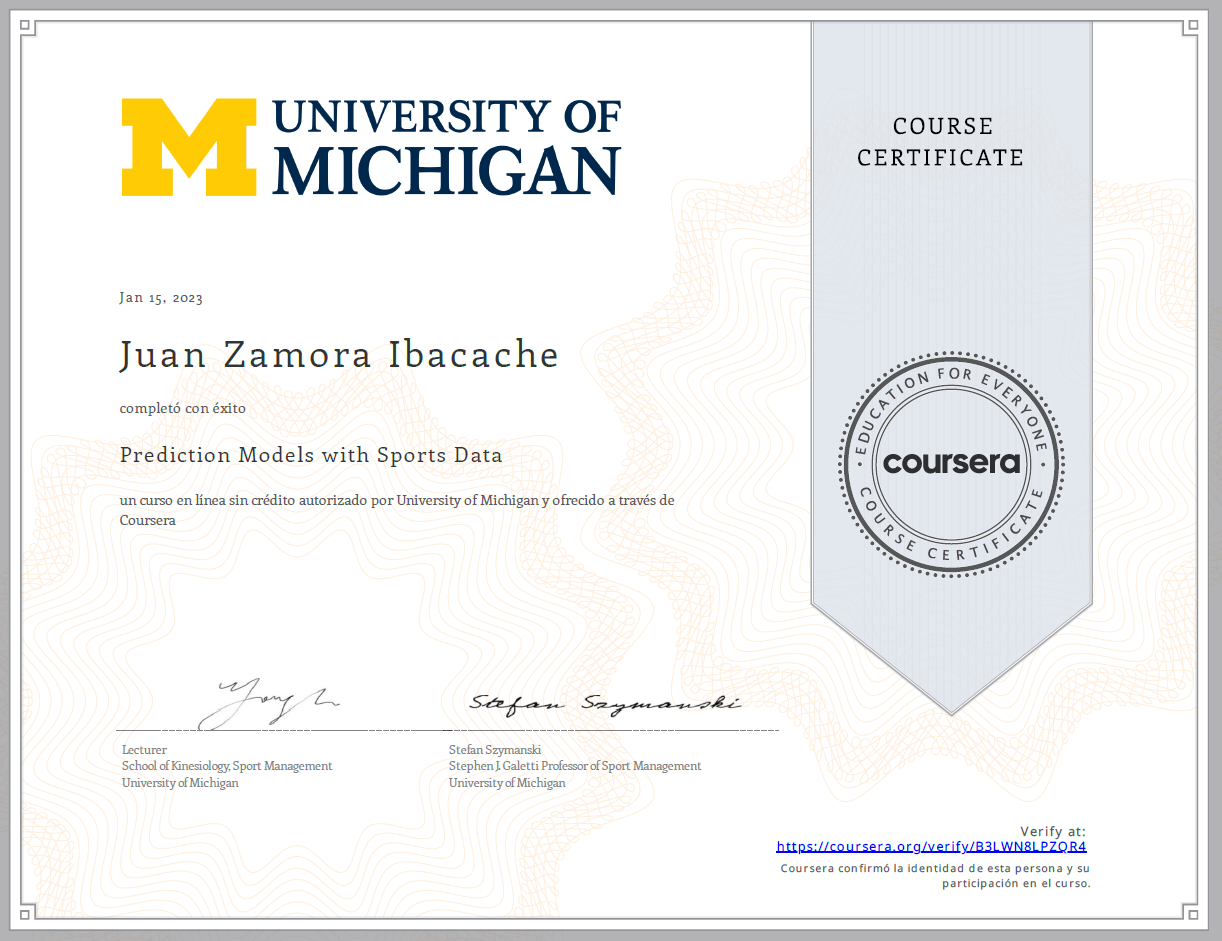 UNIVERSITY OF
MICHIGAN
COURSE
CERTIFICATE
Jan 15, 2023
Juan Zamora Ibacache
completó con éxito
Prediction Models with Sports Data
un curso en línea sin crédito autorizado por University of Michigan y ofrecido a través de
Coursera
EDUCATION FOR EVERYONE
coursera
COURSE CERTIFICATE
Stefan Szymanski
Lecturer
School of Kinesiology, Sport Management
University of Michigan
Stefan Szymanski
Stephen J. Galetti Professor of Sport Management
University of Michigan
Verify at:
https://coursera.org/verify/B3LWN8LPZQR4
Coursera confirmó la identidad de esta persona y su
participación en el curso.